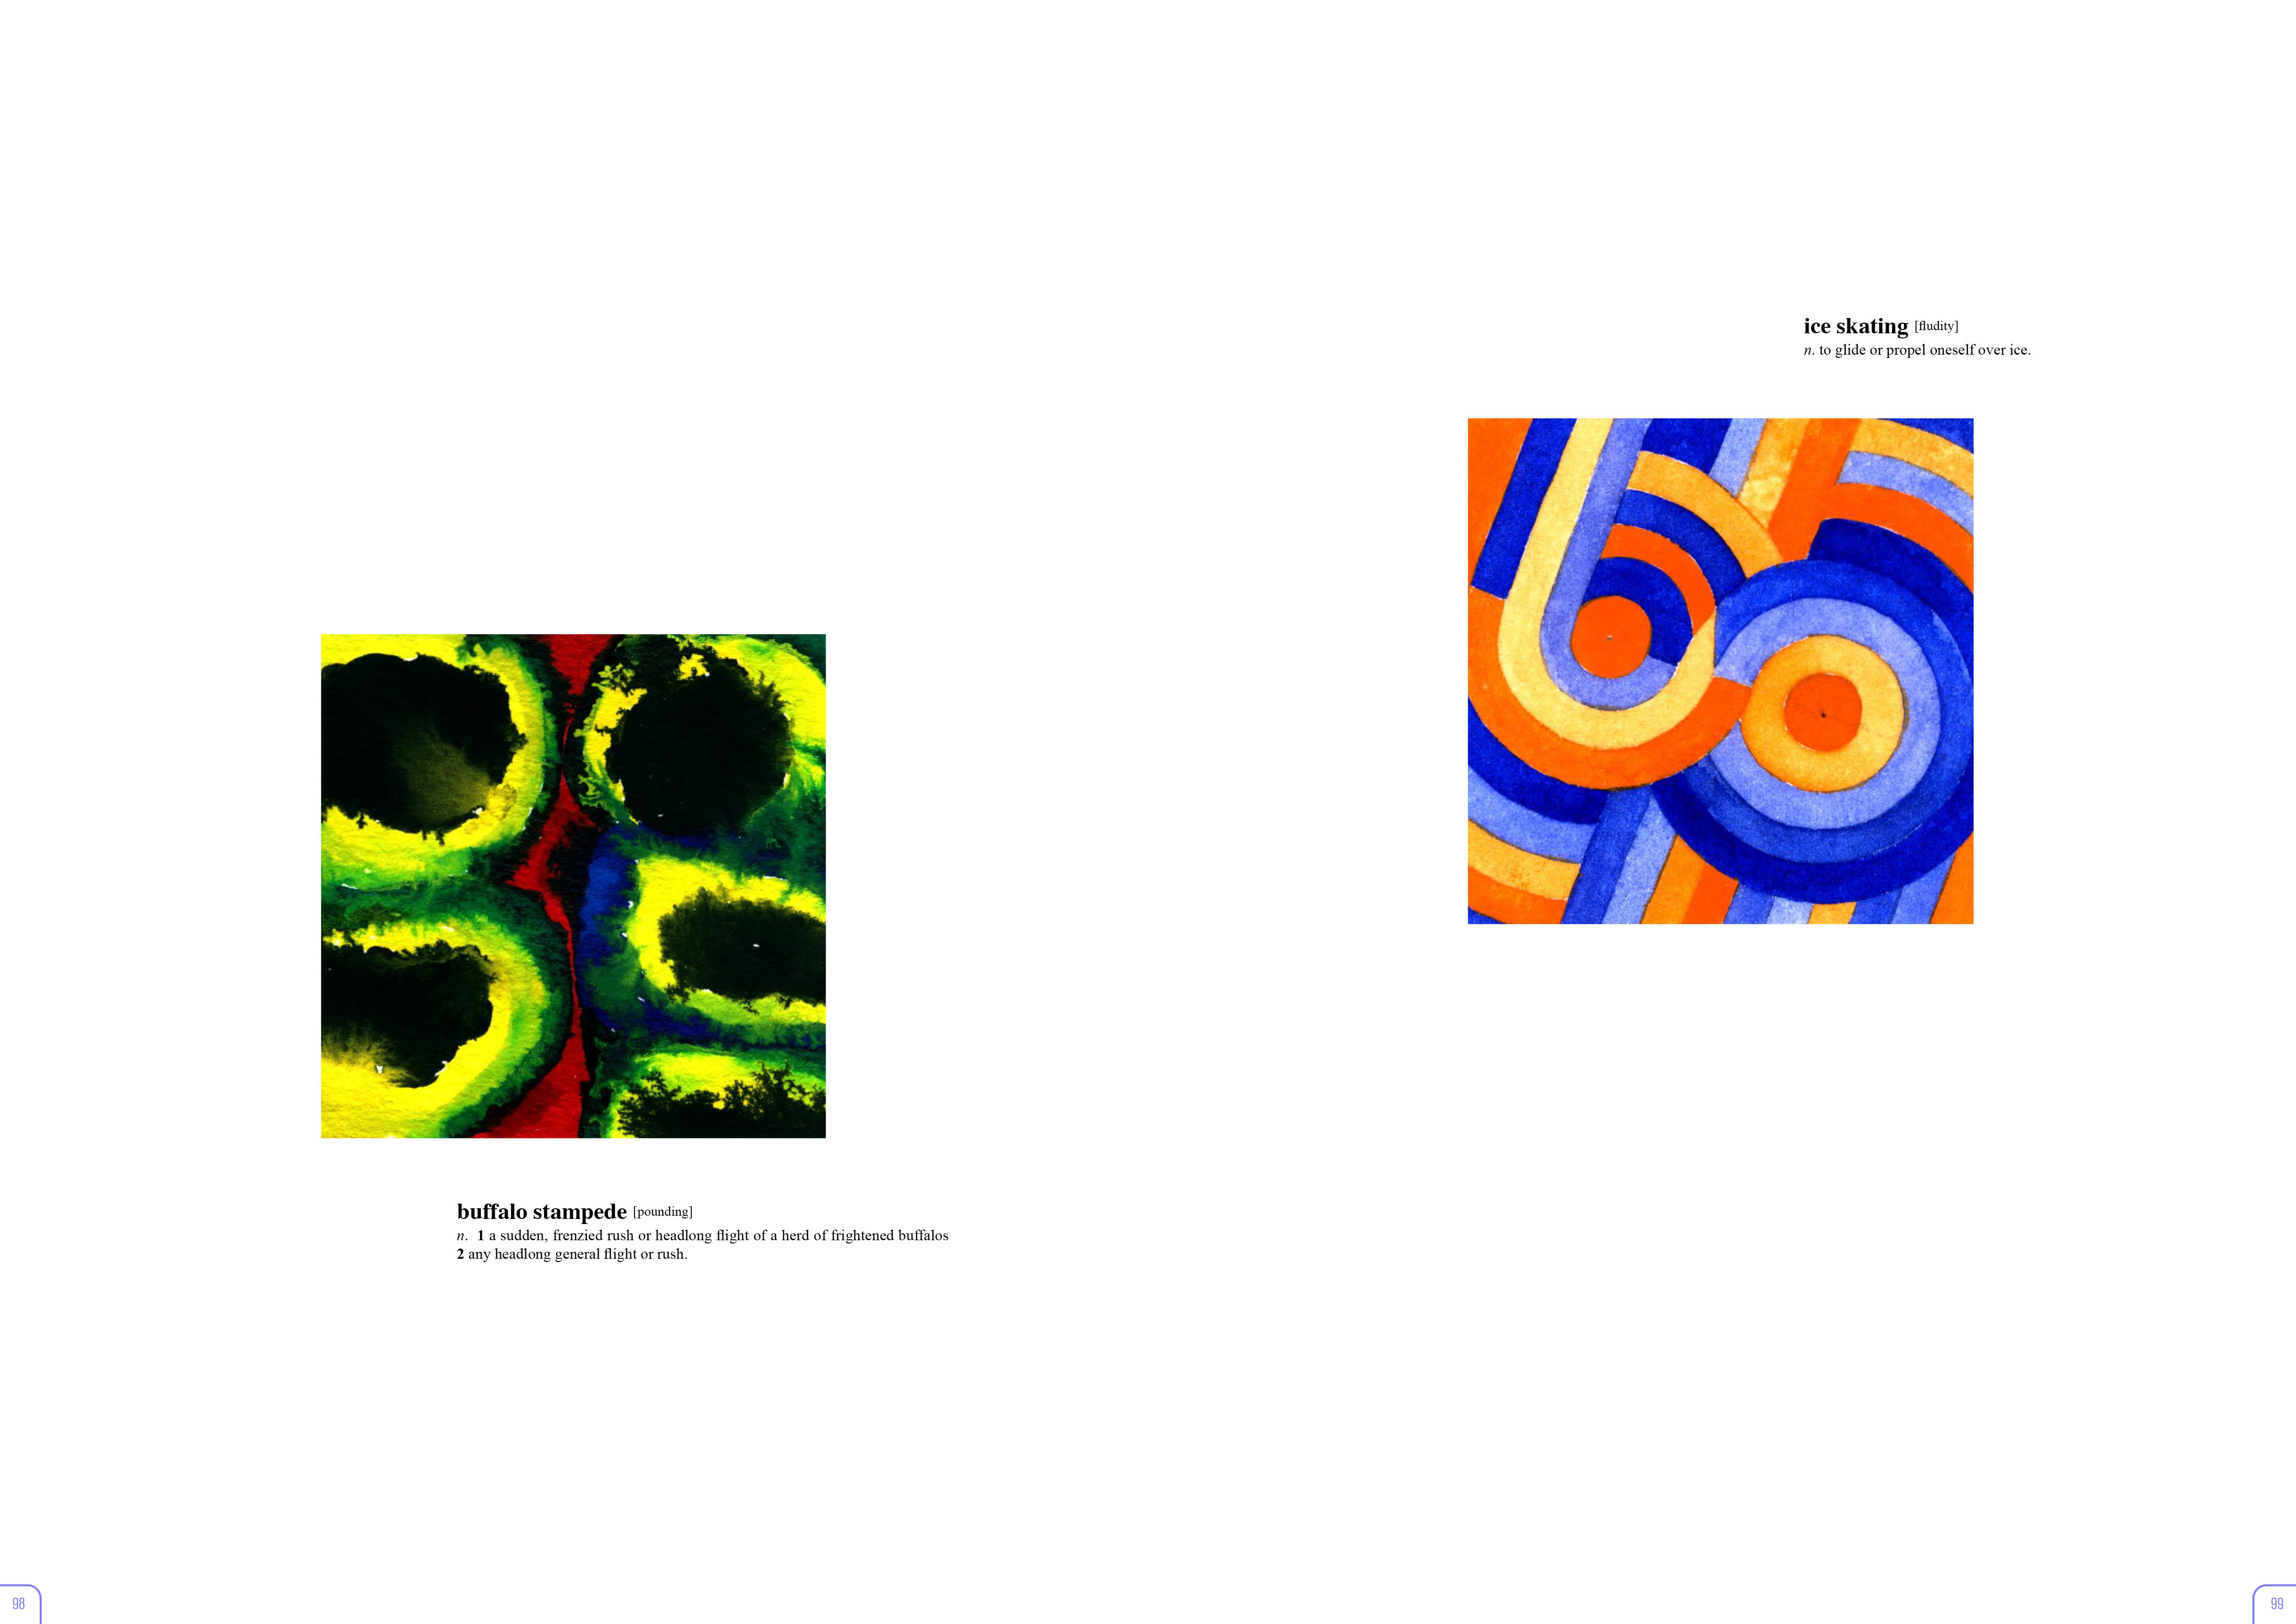 buffalo stampede [pounding]
n. 1 a sudden, frenzied rush or headlong flight of a herd of frightened buffalos
2 any headlong general flight or rush.
98
ice skating [fludity]
n. to glide or propel oneself over ice.
99